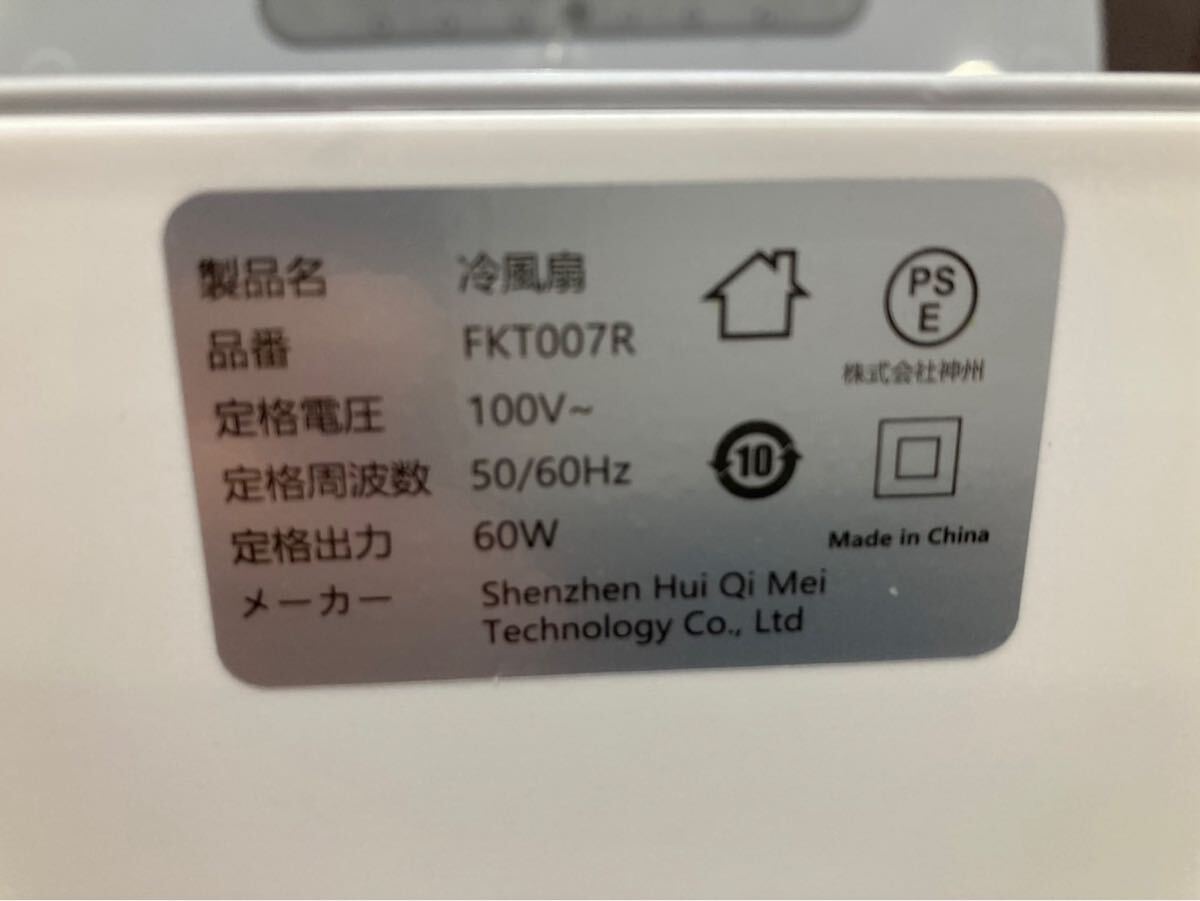 製品名 冷風扇
品番 FKT007R
定格電圧 100V~
定格周波数 50/60Hz
定格出力 60W
メーカー Shenzhen Hui Qi Mei
Technology Co., Ltd
PS
E
株式会社神州
10
Made in China